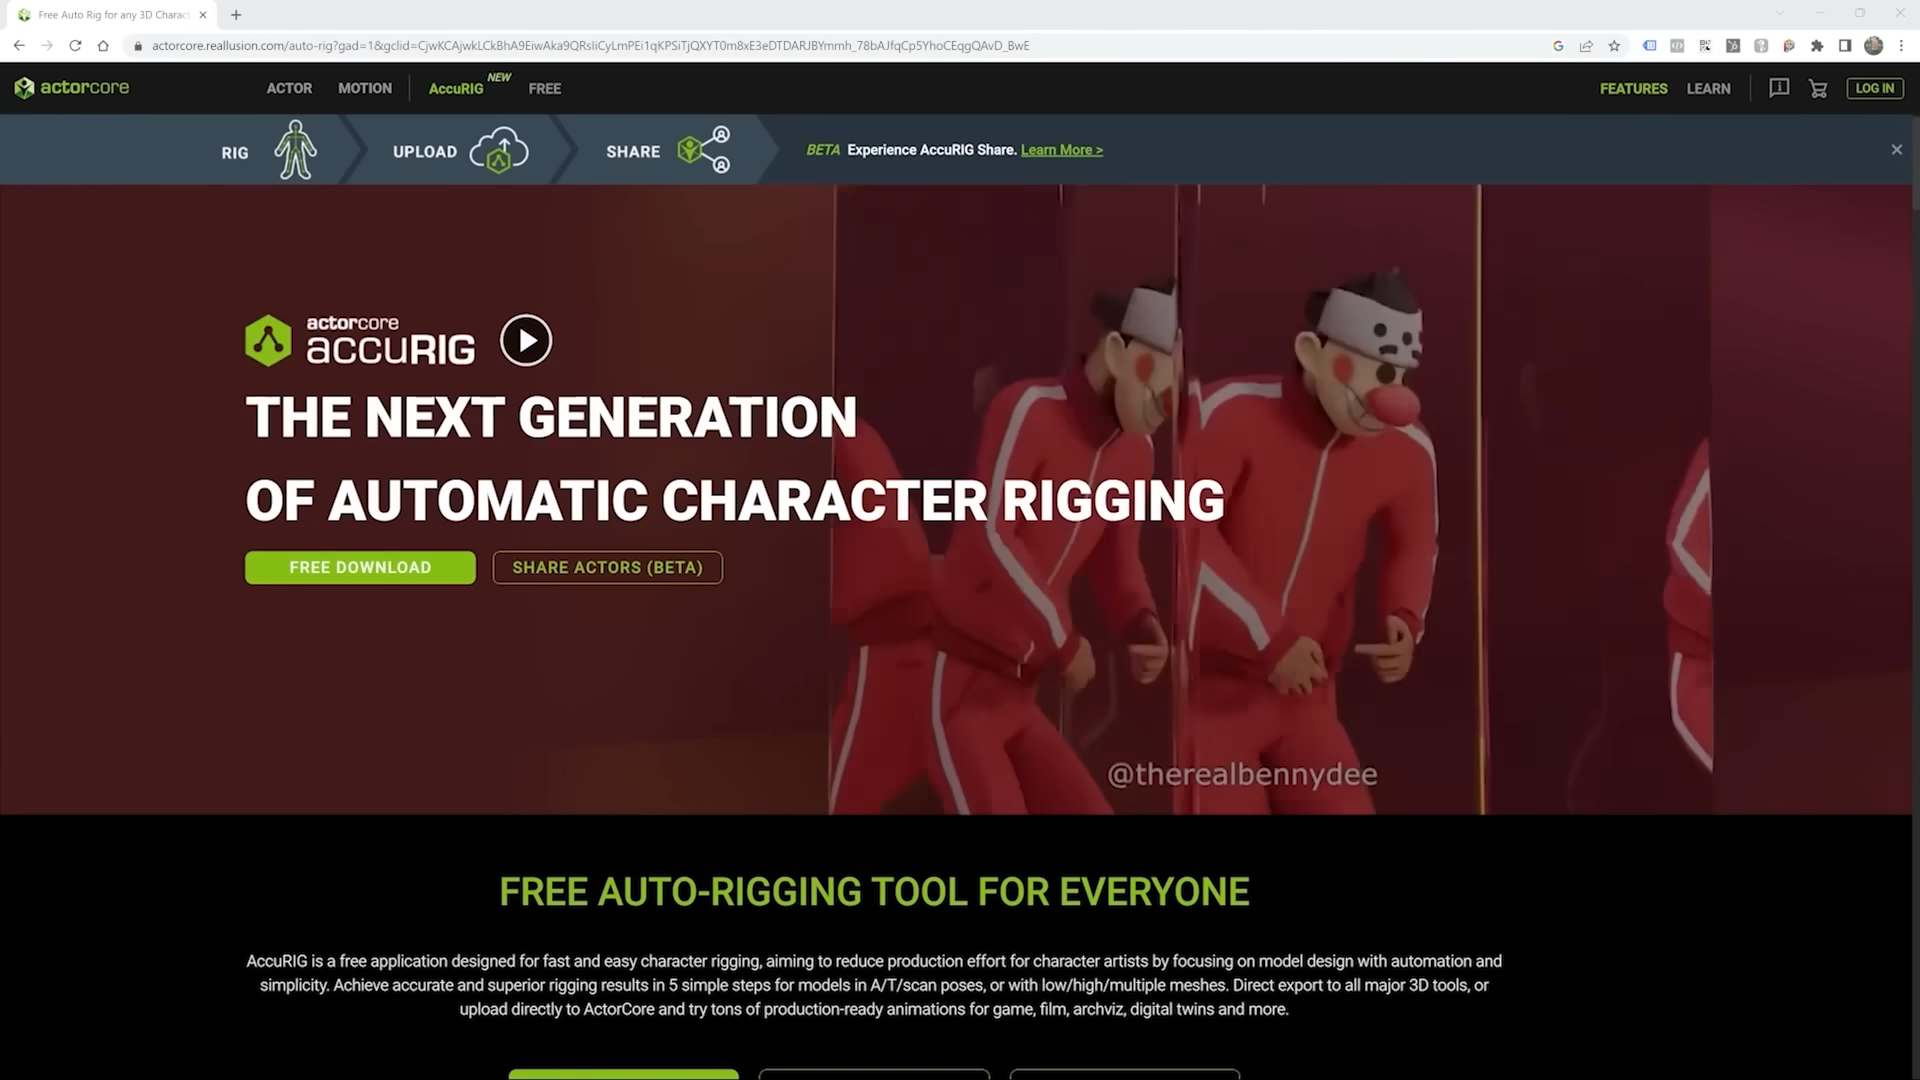 Free Auto Rig for any 3D Charact
actorcore.reallusion.com/auto-rig?gad=1&gclid=CjwKCAjwkLCkBhA9EiwAka9QRsIiCyLmPEi1qKPSiTjQXYT0m8xE3eDTDARJBYmmh_78bAJfqCp5YhoCEqgQAvD_BwE
actorcore ACTOR MOTION AccuRIG NEW FREE FEATURES LEARN LOG IN
RIG UPLOAD SHARE BETA Experience AccuRIG Share. Learn More >
actorcore
accuRIG
THE NEXT GENERATION
OF AUTOMATIC CHARACTER RIGGING
FREE DOWNLOAD SHARE ACTORS (BETA)
@therealbennydee
FREE AUTO-RIGGING TOOL FOR EVERYONE
AccuRIG is a free application designed for fast and easy character rigging, aiming to reduce production effort for character artists by focusing on model design with automation and
simplicity. Achieve accurate and superior rigging results in 5 simple steps for models in A/T/scan poses, or with low/high/multiple meshes. Direct export to all major 3D tools, or
upload directly to ActorCore and try tons of production-ready animations for game, film, archviz, digital twins and more.